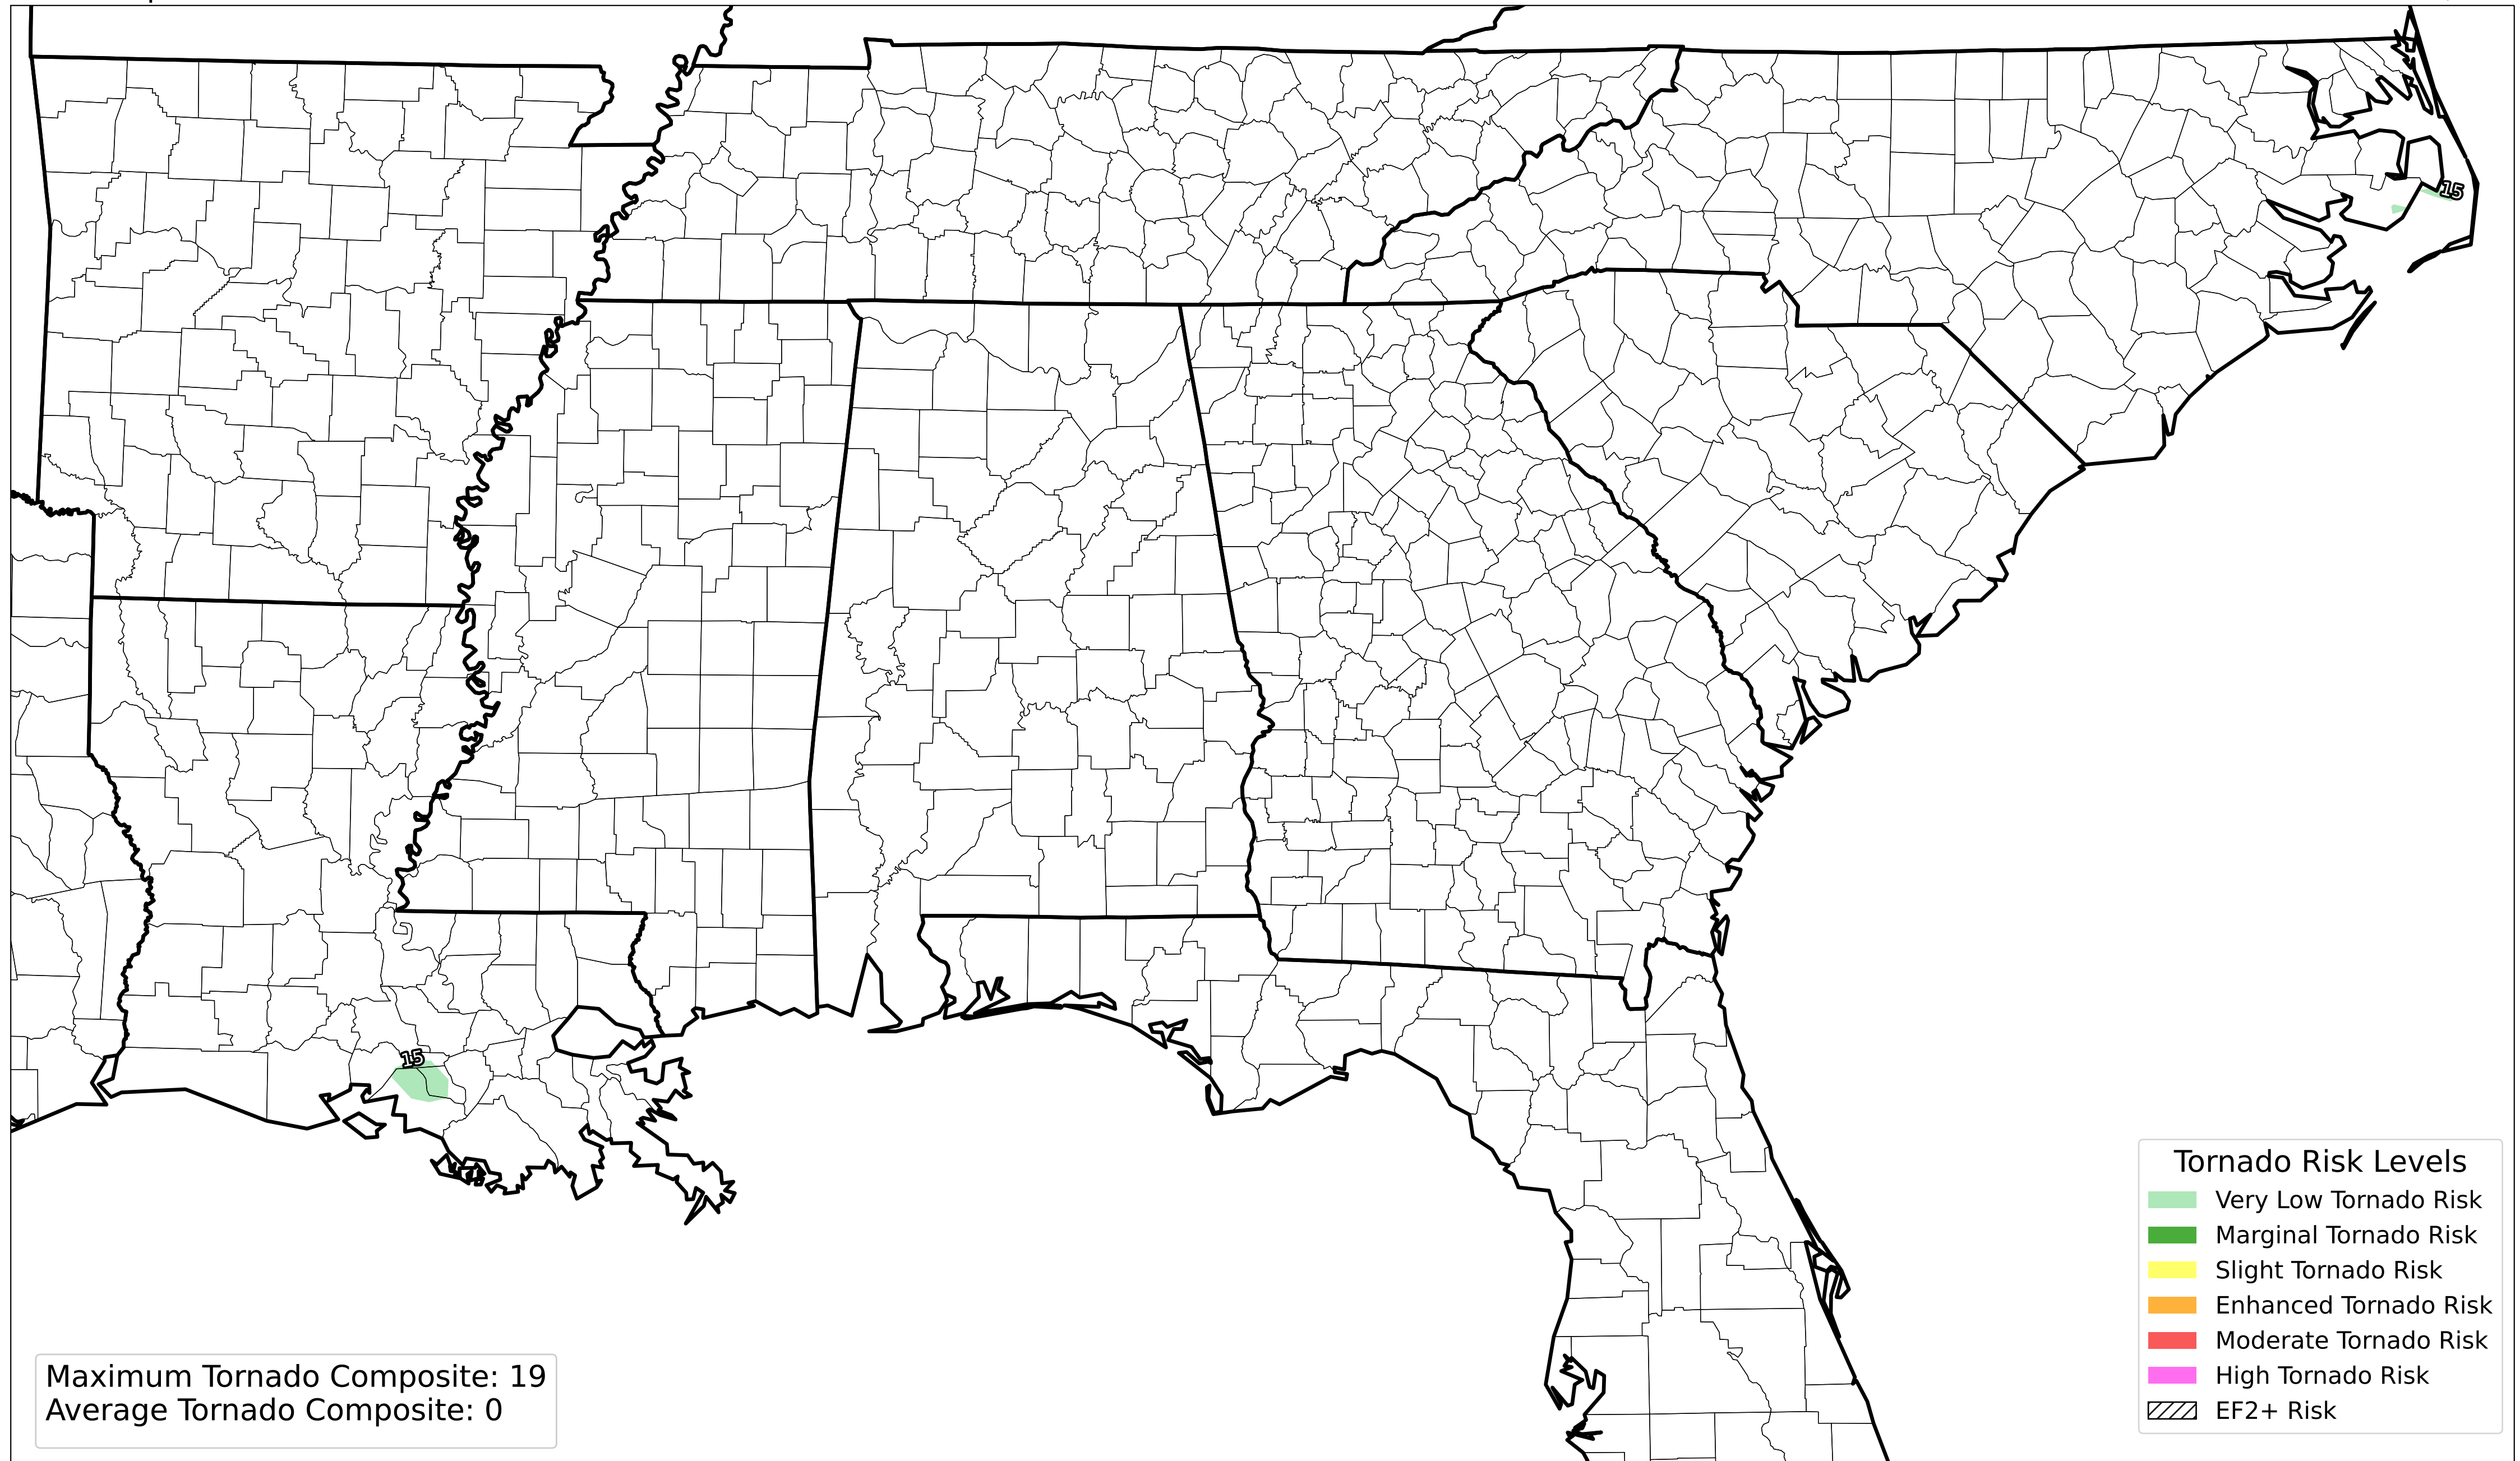 15
15
Tornado Risk Levels
Very Low Tornado Risk
Marginal Tornado Risk
Slight Tornado Risk
Enhanced Tornado Risk
Moderate Tornado Risk
High Tornado Risk
EF2+ Risk
Maximum Tornado Composite: 19
Average Tornado Composite: 0